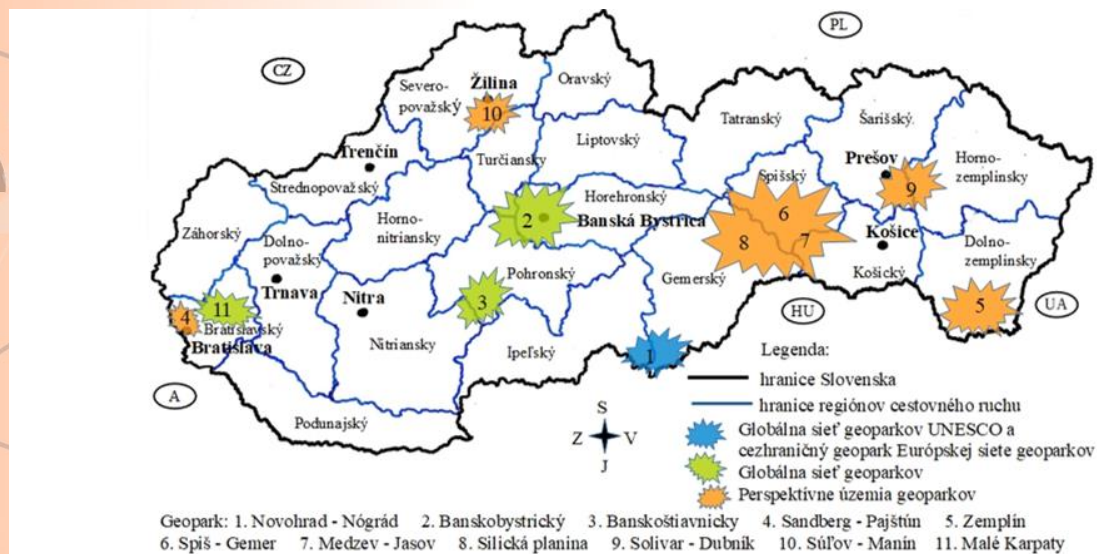 PL
CZ
Oravský
Severo-
považský
Žilina
10
Tatranský
Šarišský.
Liptovský
Trenčín
Turčiansky
Prešov
Horno-
zemplínsky
Spišský
9
Strednopovažský
Horehronský
6
2
Banská Bystrica
Horno-
nitriansky
Záhorský
8
7
Košice
Dolno-
považský
Dolno-
zemplínsky
Pohronský
Gemerský
Košický
Trnava
Nitra
3
11
4
5
UA
HU
Bratislavský
Bratislava
Nitriansky
Ipeľský
1
A
Podunajský
S
Z
V
J
Legenda:
hranice Slovenska
hranice regiónov cestovného ruchu
Globálna sieť geoparkov UNESCO a
cezhraničný geopark Európskej siete geoparkov
Globálna sieť geoparkov
Perspektívne územia geoparkov
Geopark: 1. Novohrad - Nógrád 2. Banskobystrický 3. Banskoštiavnicky 4. Sandberg - Pajštún 5. Zemplín
6. Spiš - Gemer 7. Medzev - Jasov 8. Silická planina 9. Solivar - Dubník 10. Súľov - Manín 11. Malé Karpaty